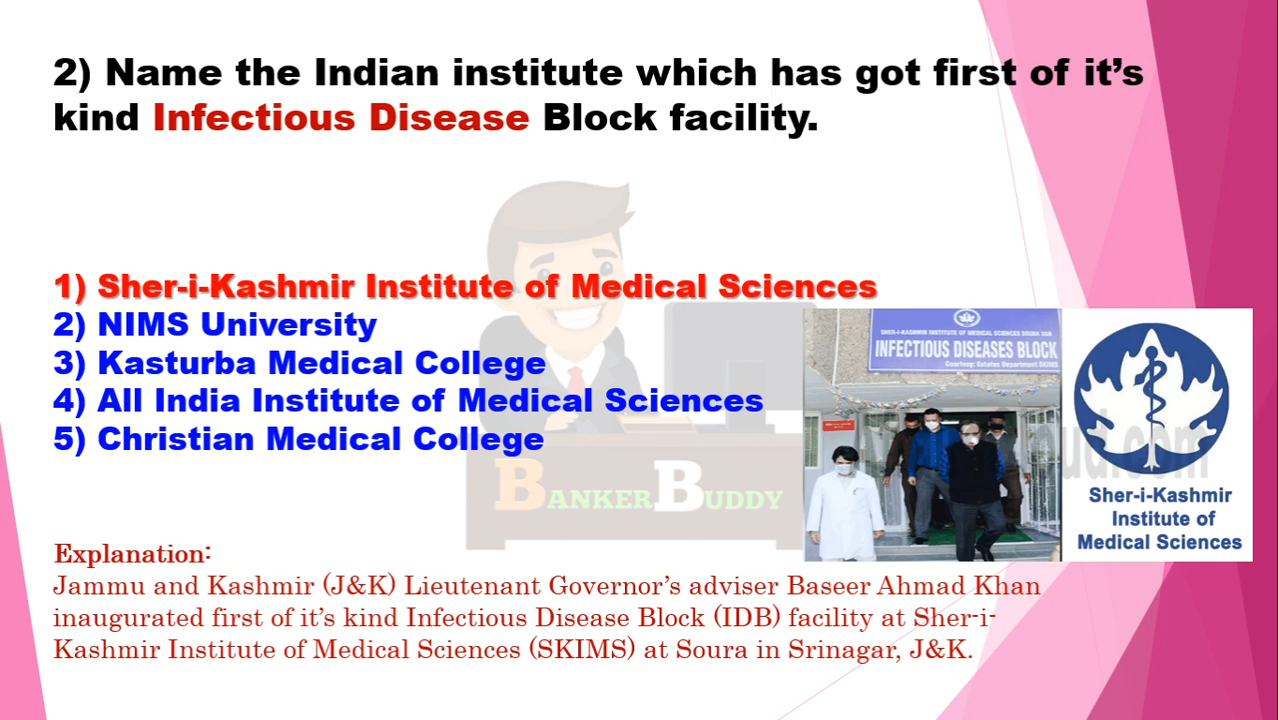 2) Name the Indian institute which has got first of it's
kind Infectious Disease Block facility.
1) Sher-i-Kashmir Institute of Medical Sciences
2) NIMS University
3) Kasturba Medical College
4) All India Institute of Medical Sciences
5) Christian Medical College
BANKERBUDDY
SHER-I-KASHMIR INSTITUTE OF MEDICAL SCIENCES SOURA SGR
INFECTIOUS DISEASES BLOCK
Courtesy: Estates Department SKIMS
Sher-i-Kashmir
Institute of
Medical Sciences
Explanation:
Jammu and Kashmir (J&K) Lieutenant Governor's adviser Baseer Ahmad Khan
inaugurated first of it's kind Infectious Disease Block (IDB) facility at Sher-i-
Kashmir Institute of Medical Sciences (SKIMS) at Soura in Srinagar, J&K.